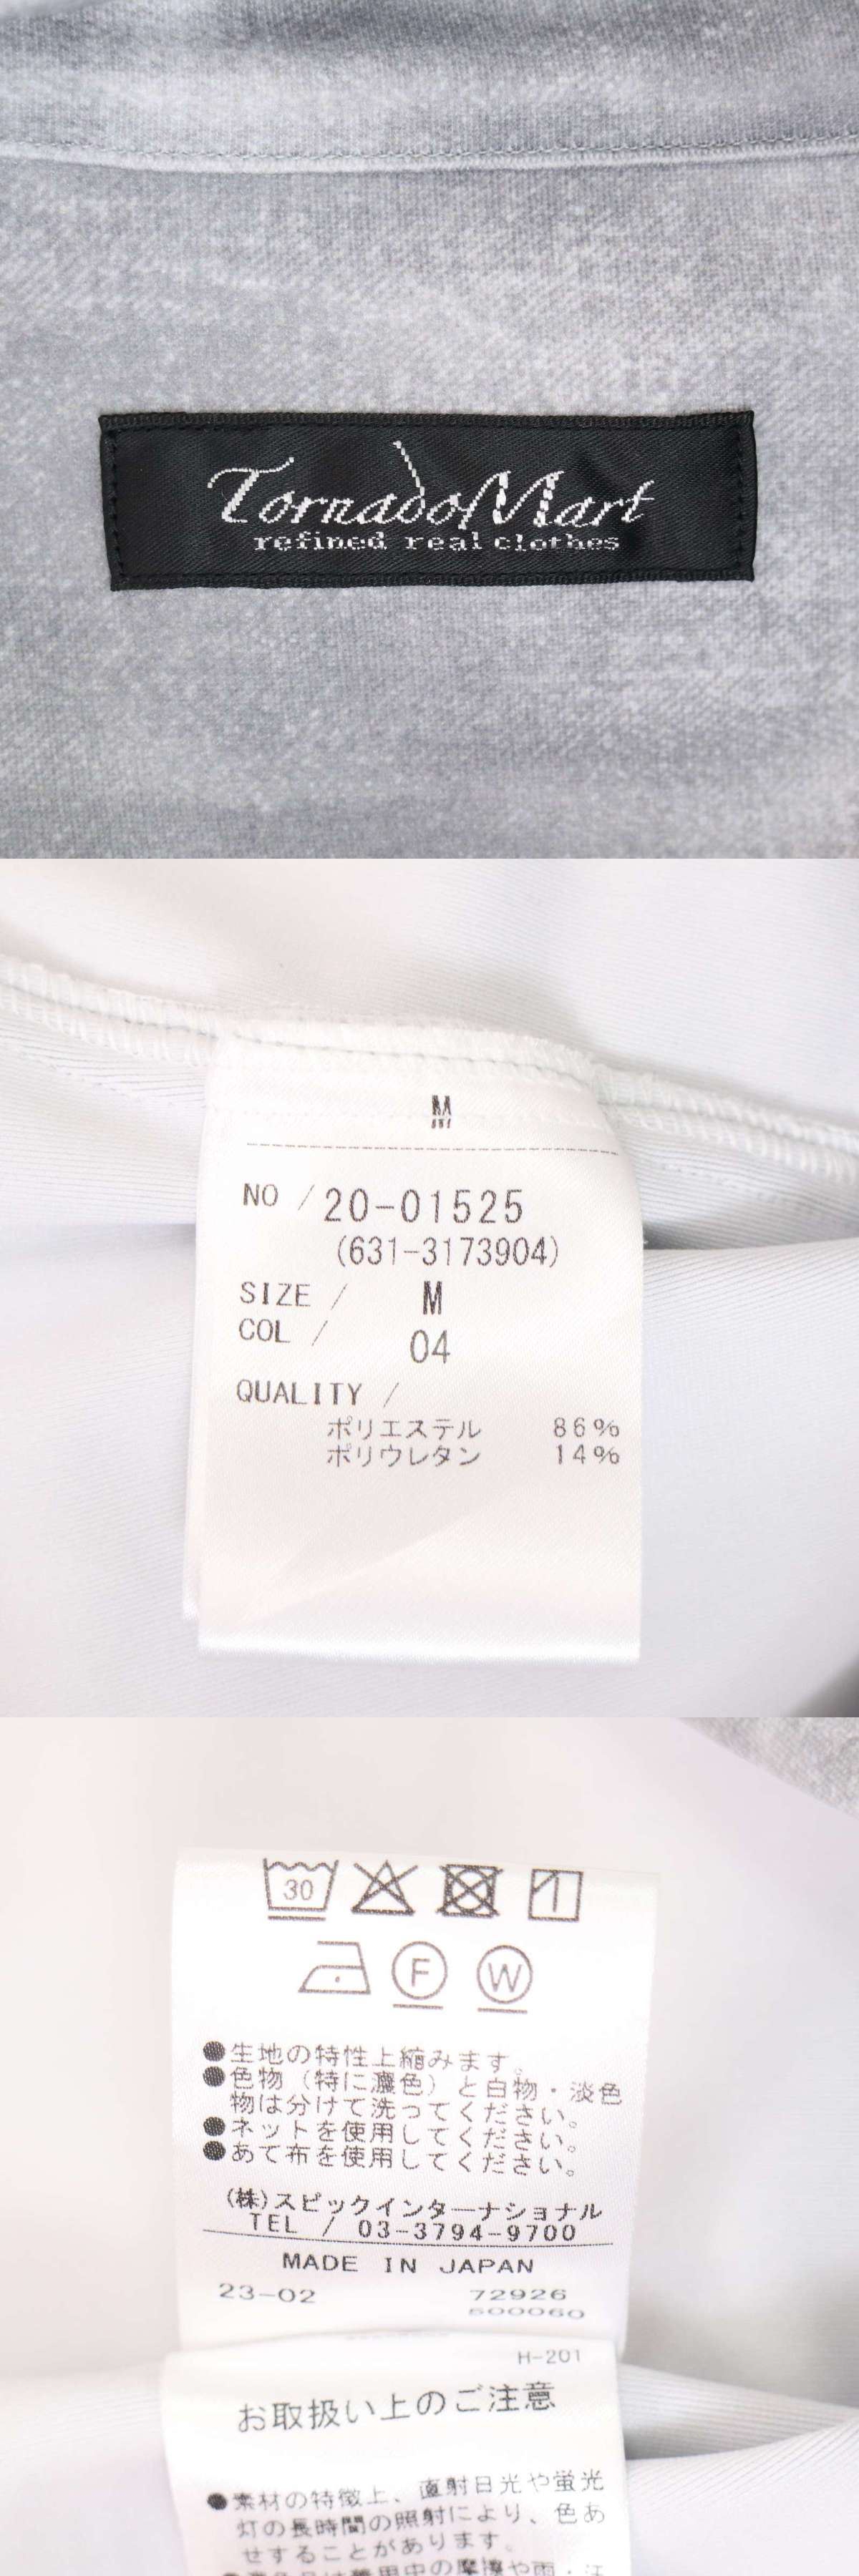 TornadoMart
refined real clothes
M
NO / 20-01525
(631-3173904)
SIZE / M
COL / 04
QUALITY /
ポリエステル 86%
ポリウレタン 14%
30
F W
●生地の特性上縮みます。
●色物（特に濃色）と白物・淡色
物は分けて洗ってください。
●ネットを使用してください。
●あて布を使用してください。
(株)スピックインターナショナル
TEL / 03-3794-9700
MADE IN JAPAN
23-02 72926
500060
H-201
お取扱い上のご注意
●素材の特徴上、直射日光や蛍光
灯の長時間の照射により、色あ
せすることがあります。